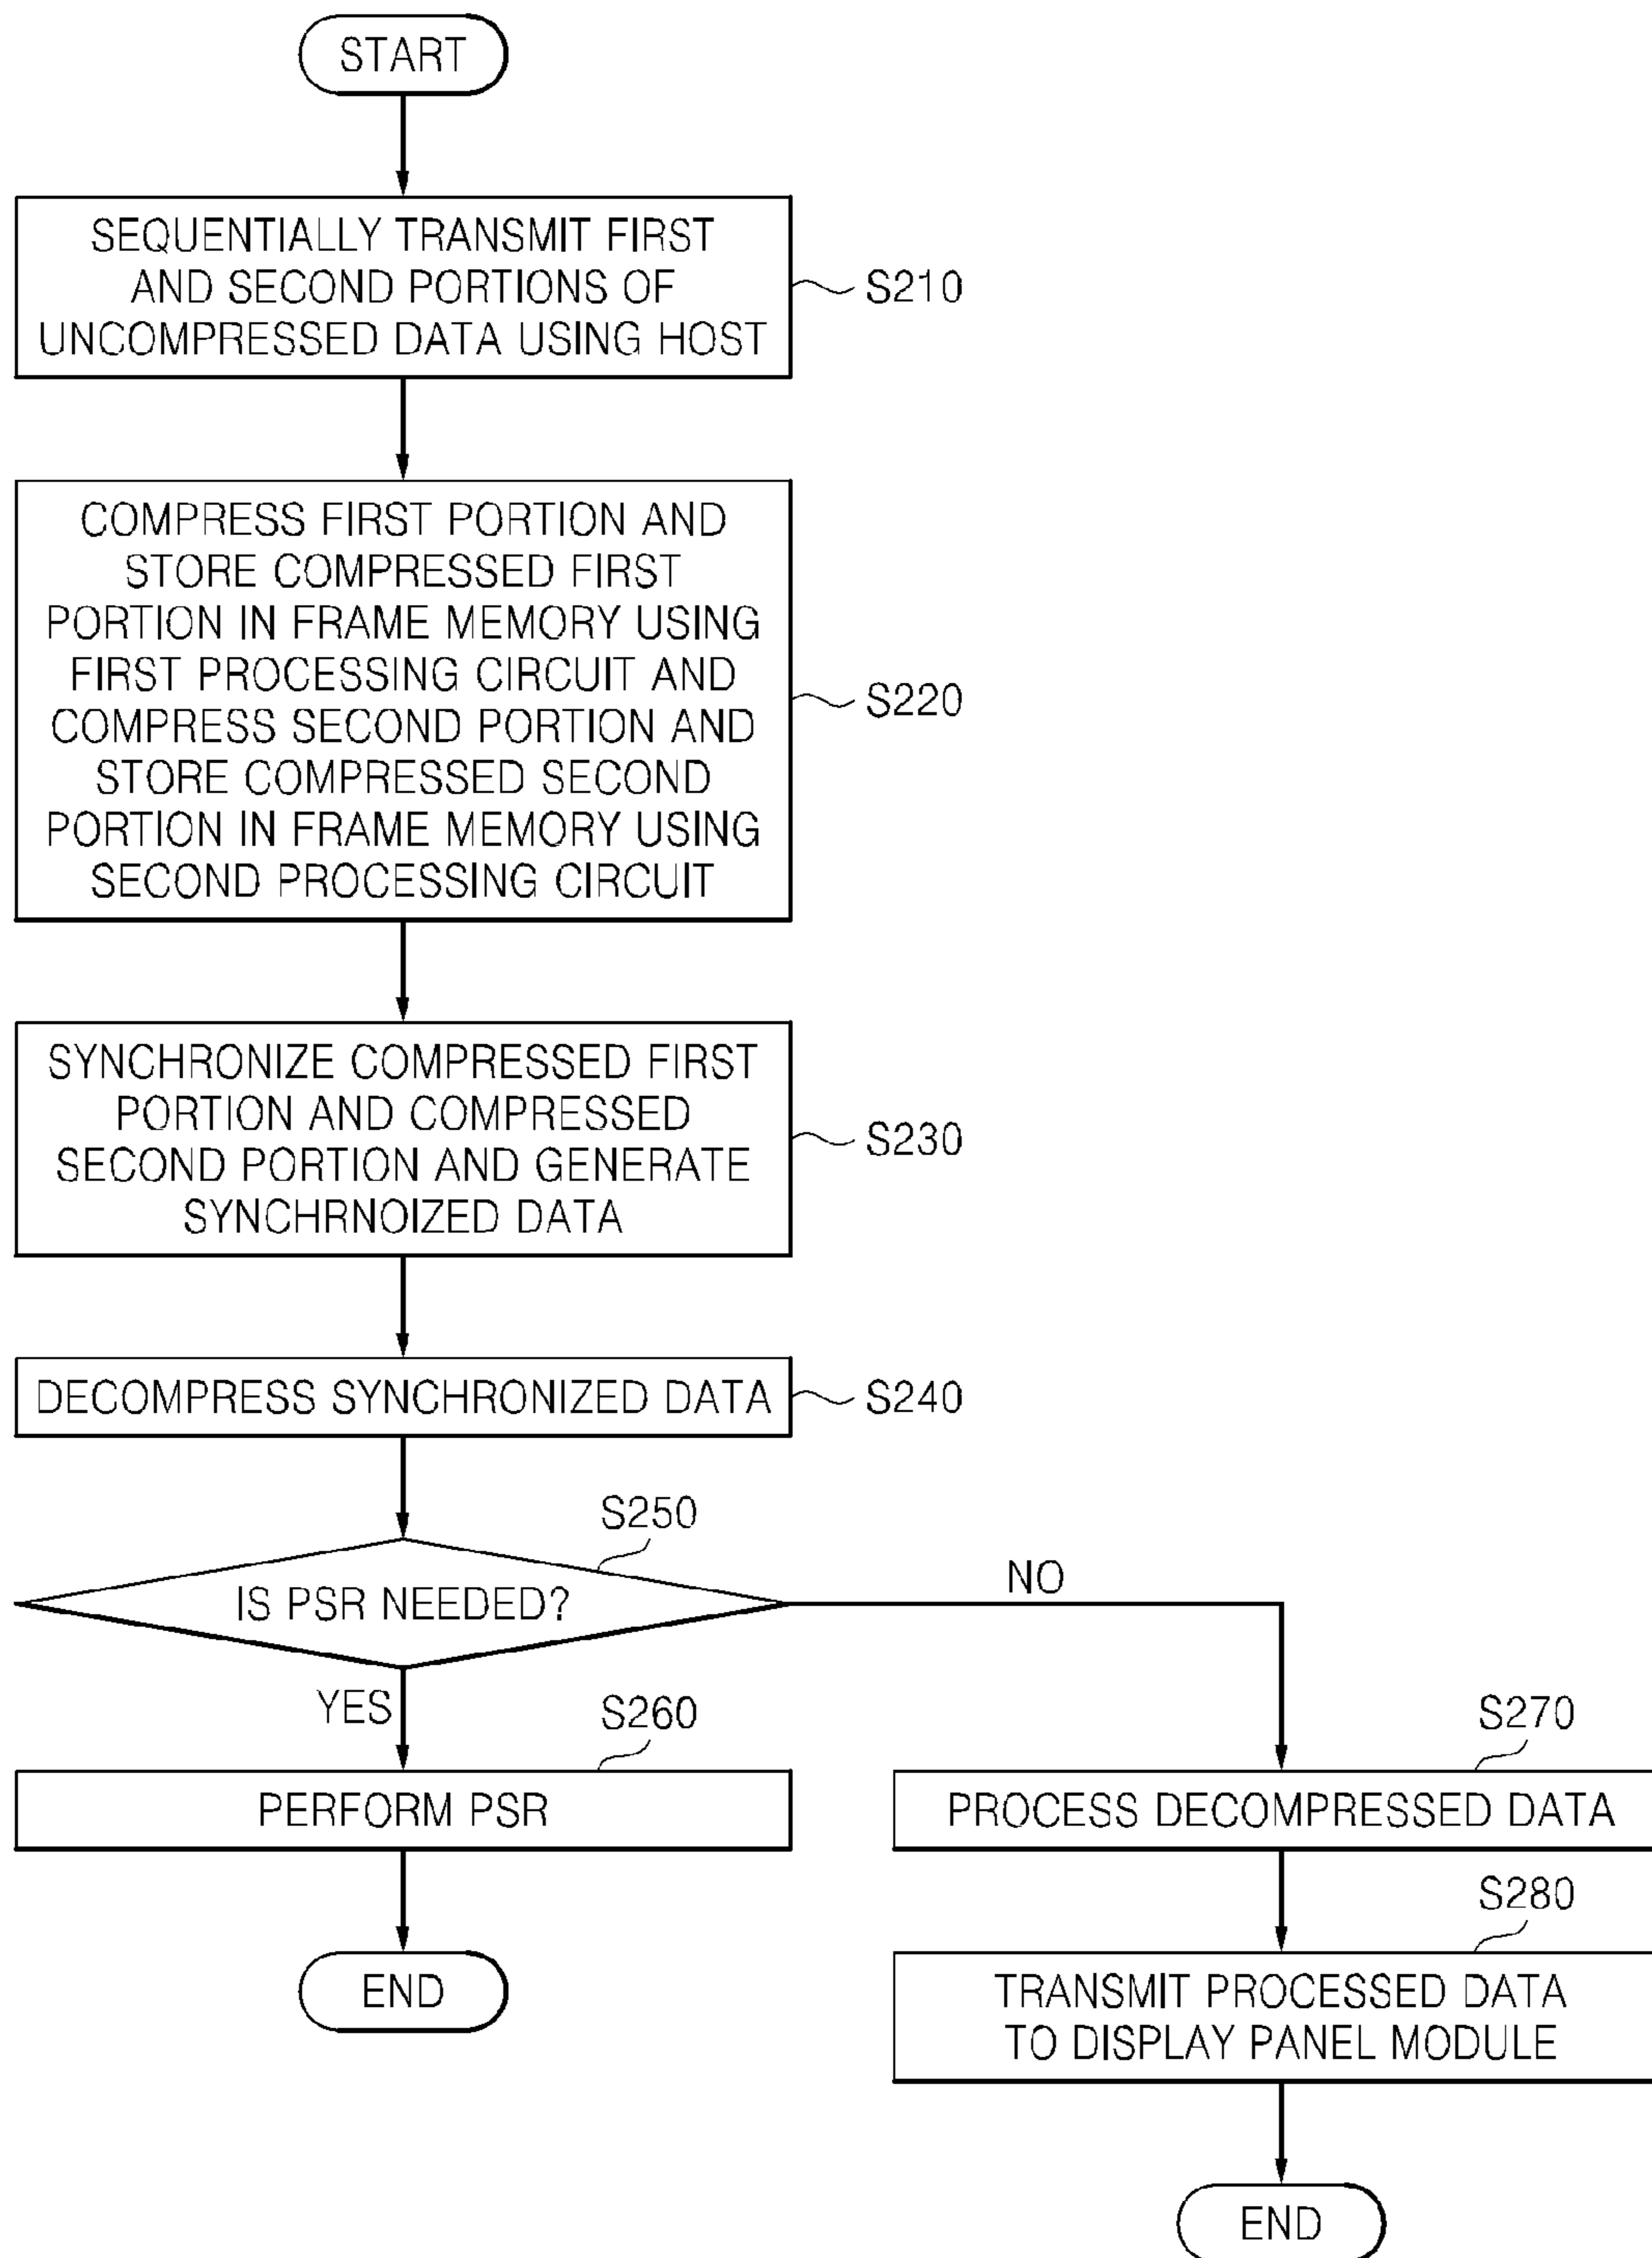 START
SEQUENTIALLY TRANSMIT FIRST
AND SECOND PORTIONS OF
UNCOMPRESSED DATA USING HOST
S210
COMPRESS FIRST PORTION AND
STORE COMPRESSED FIRST
PORTION IN FRAME MEMORY USING
FIRST PROCESSING CIRCUIT AND
COMPRESS SECOND PORTION AND
STORE COMPRESSED SECOND
PORTION IN FRAME MEMORY USING
SECOND PROCESSING CIRCUIT
S220
SYNCHRONIZE COMPRESSED FIRST
PORTION AND COMPRESSED
SECOND PORTION AND GENERATE
SYNCHRNOIZED DATA
S230
DECOMPRESS SYNCHRONIZED DATA
S240
S250
IS PSR NEEDED?
NO
YES
S260
PERFORM PSR
END
S270
PROCESS DECOMPRESSED DATA
S280
TRANSMIT PROCESSED DATA
TO DISPLAY PANEL MODULE
END